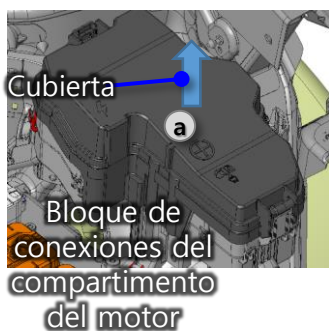 Cubierta
a
Bloque de
conexiones del
compartimento
del motor